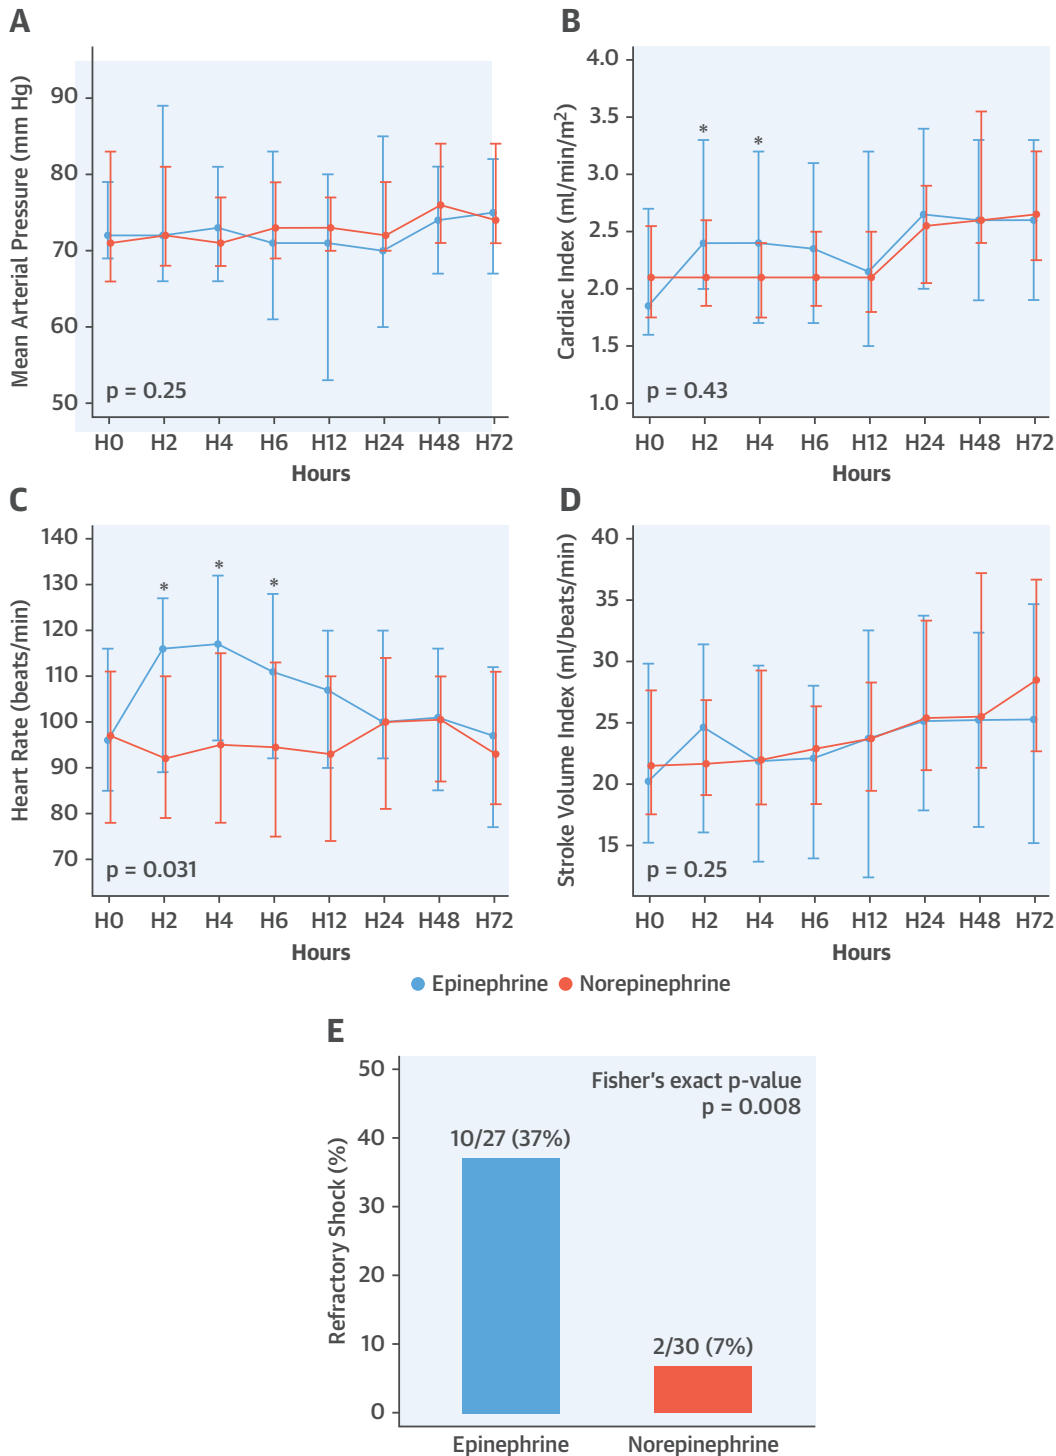 A
Mean Arterial Pressure (mm Hg)
90
80
70
60
50
p = 0.25
H0 H2 H4 H6 H12 H24 H48 H72
Hours
B
Cardiac Index (ml/min/m²)
4.0
3.5
3.0
2.5
2.0
1.5
1.0
* *
p = 0.43
H0 H2 H4 H6 H12 H24 H48 H72
Hours
C
Heart Rate (beats/min)
140
130
120
110
100
90
80
70
* * *
p = 0.031
H0 H2 H4 H6 H12 H24 H48 H72
Hours
D
Stroke Volume Index (ml/beats/min)
40
35
30
25
20
15
p = 0.25
H0 H2 H4 H6 H12 H24 H48 H72
Hours
Epinephrine Norepinephrine
E
Refractory Shock (%)
50
40
30
20
10
0
Fisher's exact p-value
p = 0.008
10/27 (37%)
2/30 (7%)
Epinephrine Norepinephrine